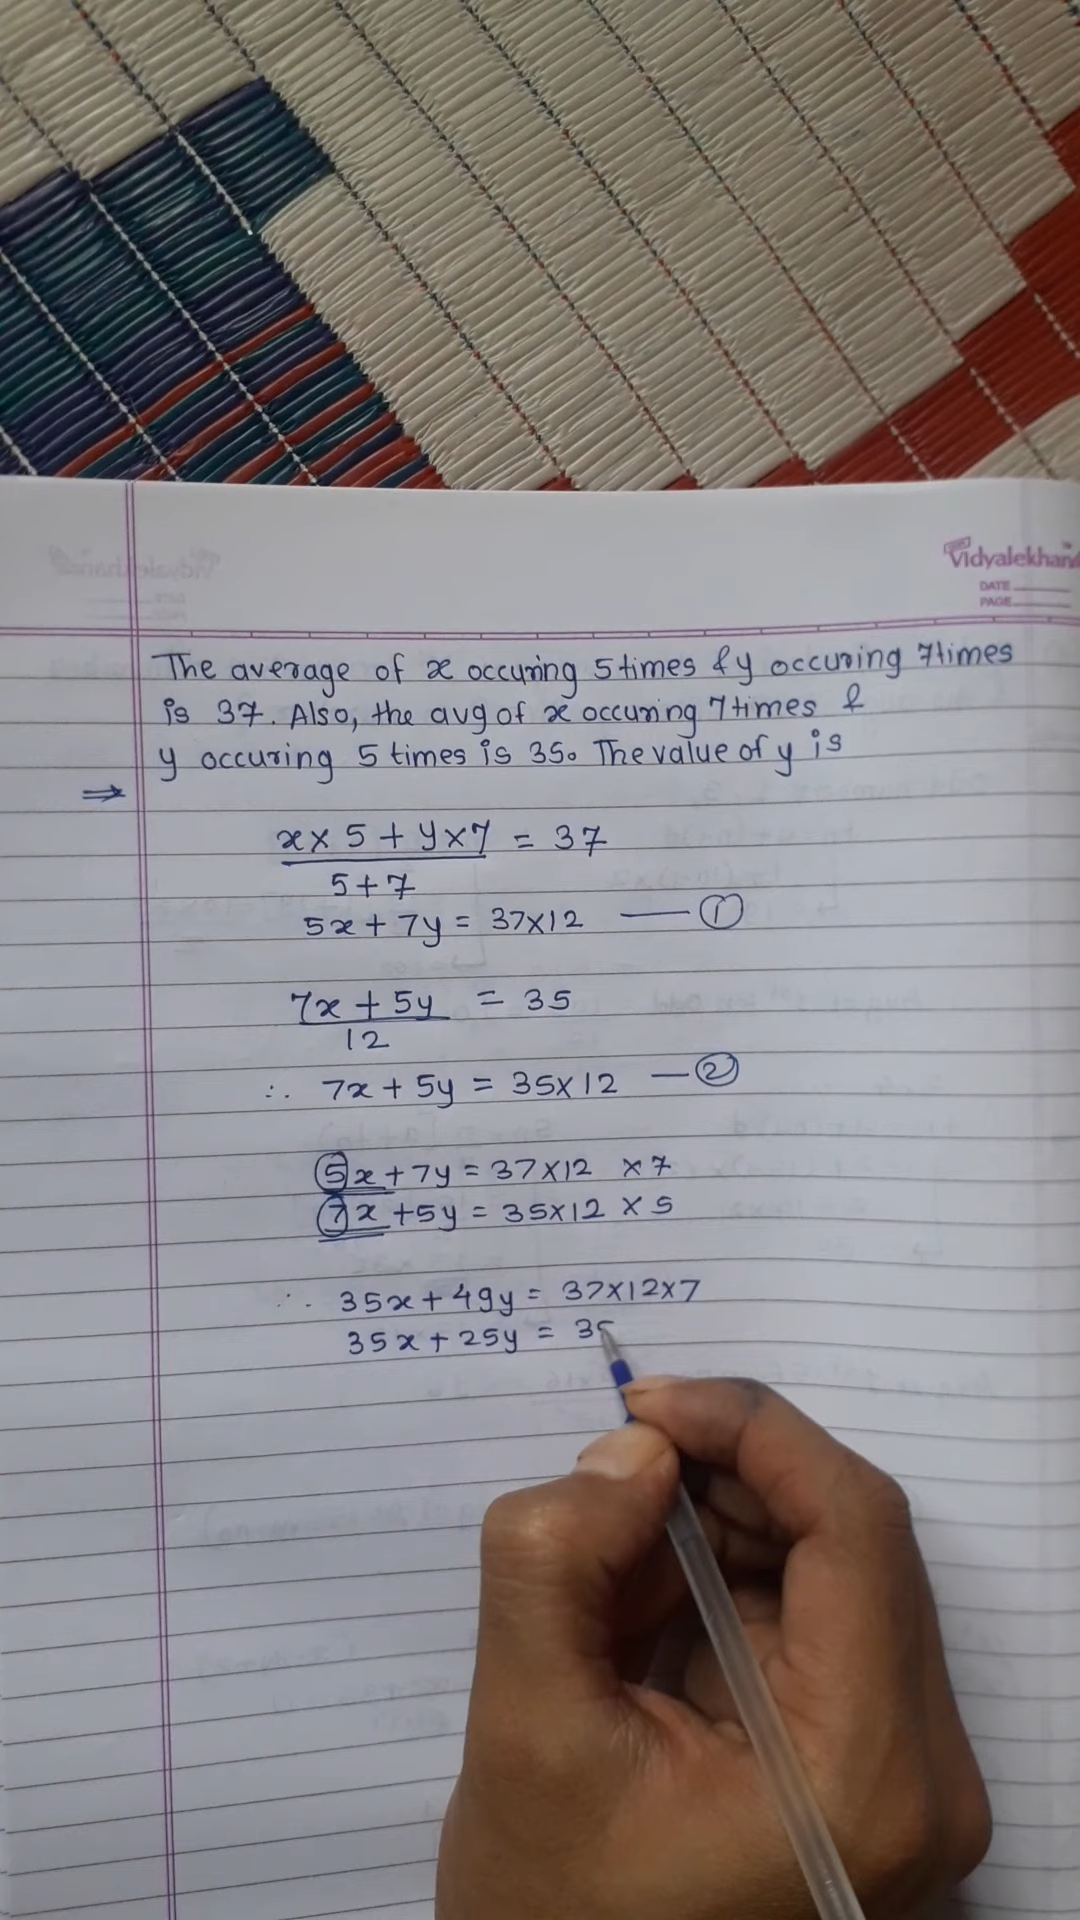 Vidyalekhan
DATE
PAGE
The average of x occuring 5 times & y occuring 7 times
is 37. Also, the avg of x occuring 7 times &
y occuring 5 times is 35. The value of y is
⇒
x × 5 + y × 7 = 37
5 + 7
5x + 7y = 37×12 — ①
7x + 5y = 35
12
∴ 7x + 5y = 35×12 — ②
5x + 7y = 37×12 ×7
7x + 5y = 35×12 × 5
∴ 35x + 49y = 37×12×7
35x + 25y = 35